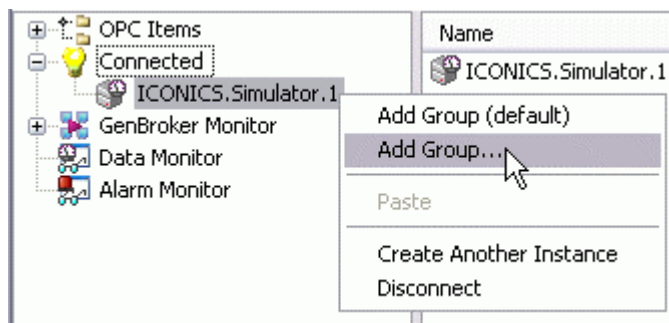 OPC Items
Connected
ICONICS.Simulator.1
GenBroker Monitor
Data Monitor
Alarm Monitor
Name
ICONICS.Simulator.1
Add Group (default)
Add Group...
Paste
Create Another Instance
Disconnect